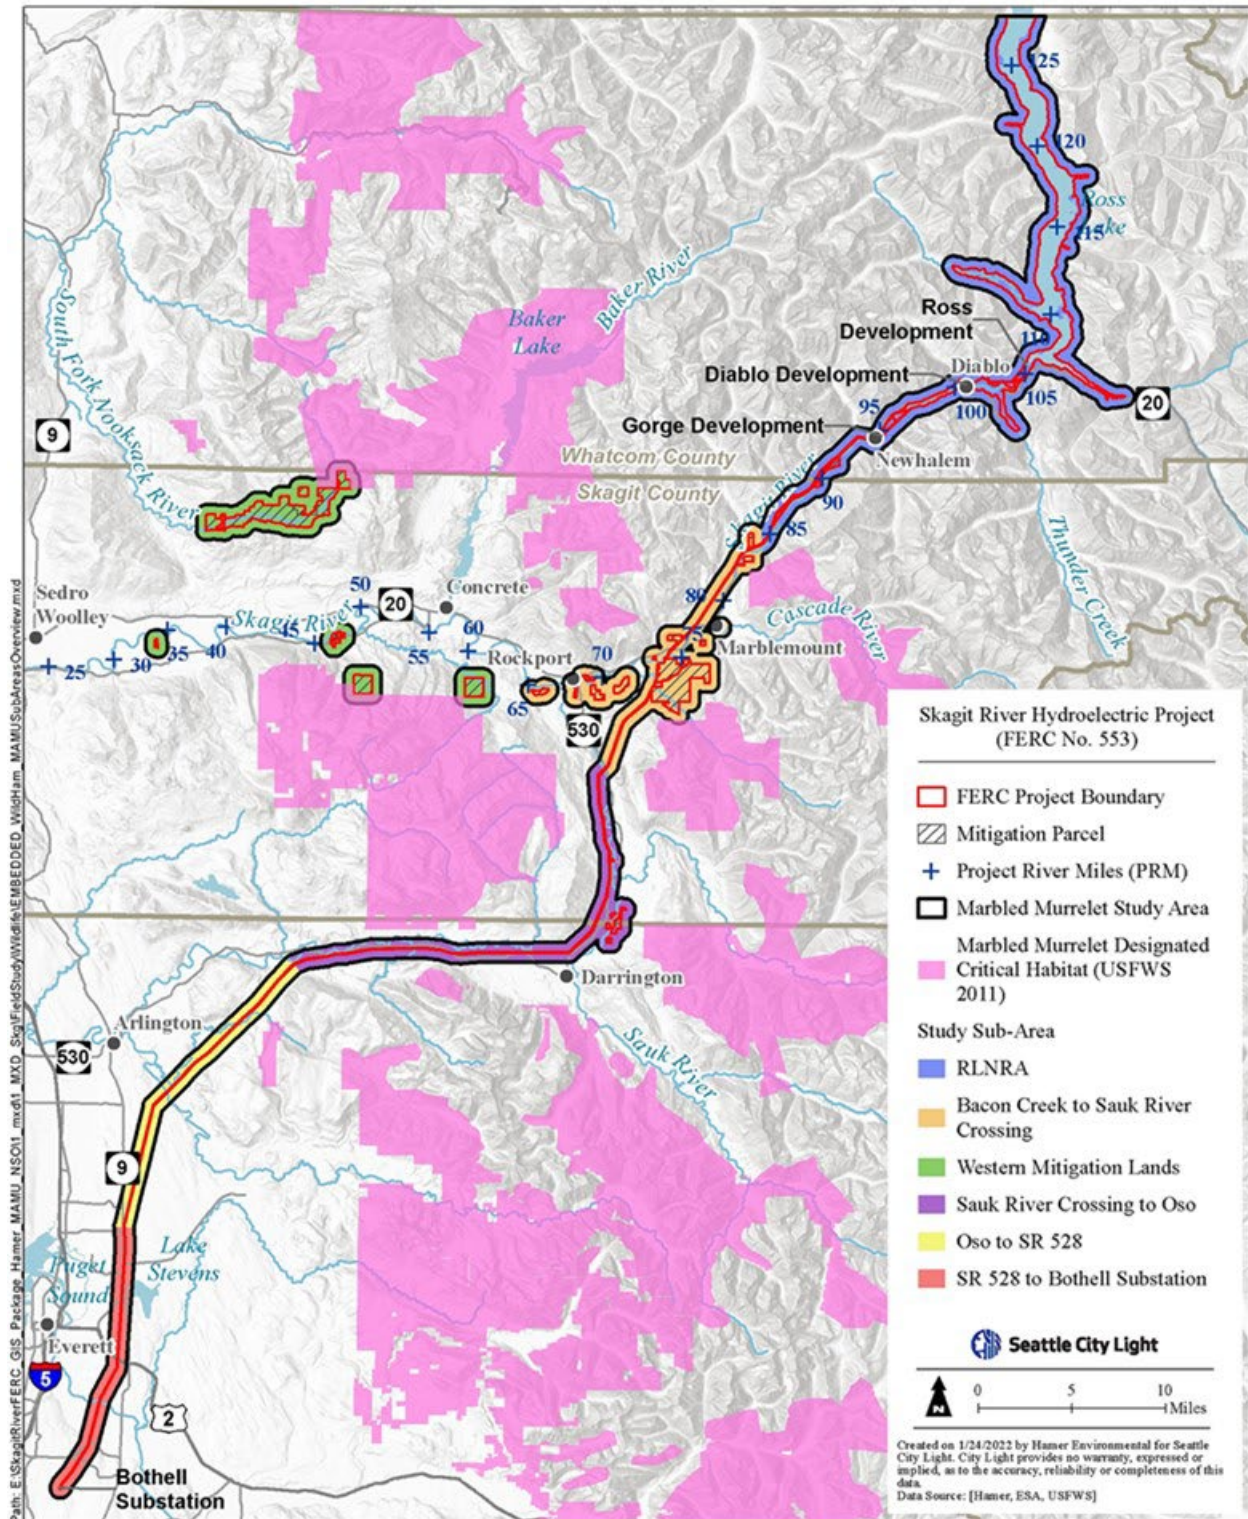 125
120
Ross
Lake
115
Baker River
Baker
Lake
South Fork Nooksack River
Ross
Development
110
Diablo
Diablo Development
105
100
20
95
Gorge Development
9
Newhalem
Whatcom County
Skagit County
Skagit River
90
85
Thunder Creek
Sedro
Woolley
50
20
Concrete
Skagit River
45
80
Cascade River
60
75
Marblemount
25
30
35
40
55
Rockport
70
65
530
Darrington
Arlington
530
Sauk River
9
Lake
Stevens
Puget
Sound
Everett
5
2
Bothell
Substation
Skagit River Hydroelectric Project
(FERC No. 553)
FERC Project Boundary
Mitigation Parcel
Project River Miles (PRM)
Marbled Murrelet Study Area
Marbled Murrelet Designated
Critical Habitat (USFWS
2011)
Study Sub-Area
RLNRA
Bacon Creek to Sauk River
Crossing
Western Mitigation Lands
Sauk River Crossing to Oso
Oso to SR 528
SR 528 to Bothell Substation
Seattle City Light
N
0 5 10
Miles
Created on 1/24/2022 by Hamer Environmental for Seattle
City Light. City Light provides no warranty, expressed or
implied, as to the accuracy, reliability or completeness of this
data.
Data Source: [Hamer, ESA, USFWS]